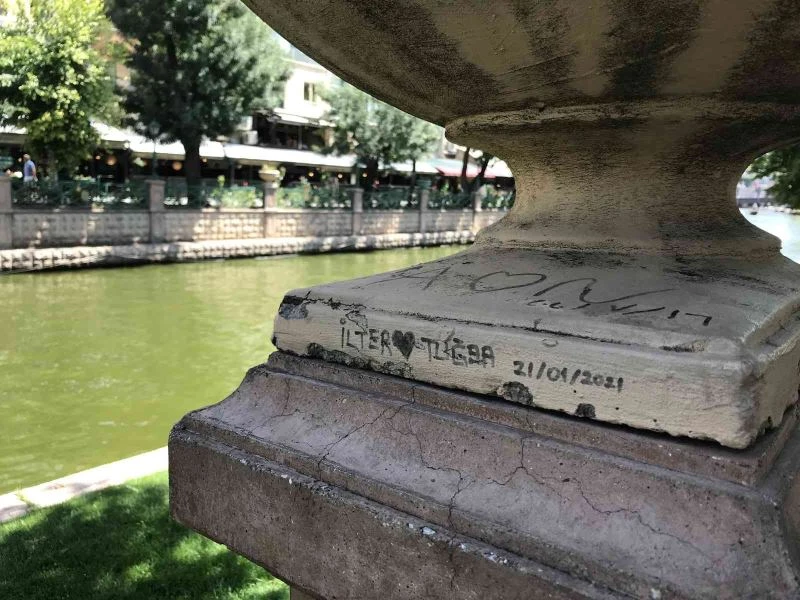 A ♡
İLTER ♥ TUĞBA 21/01/2021